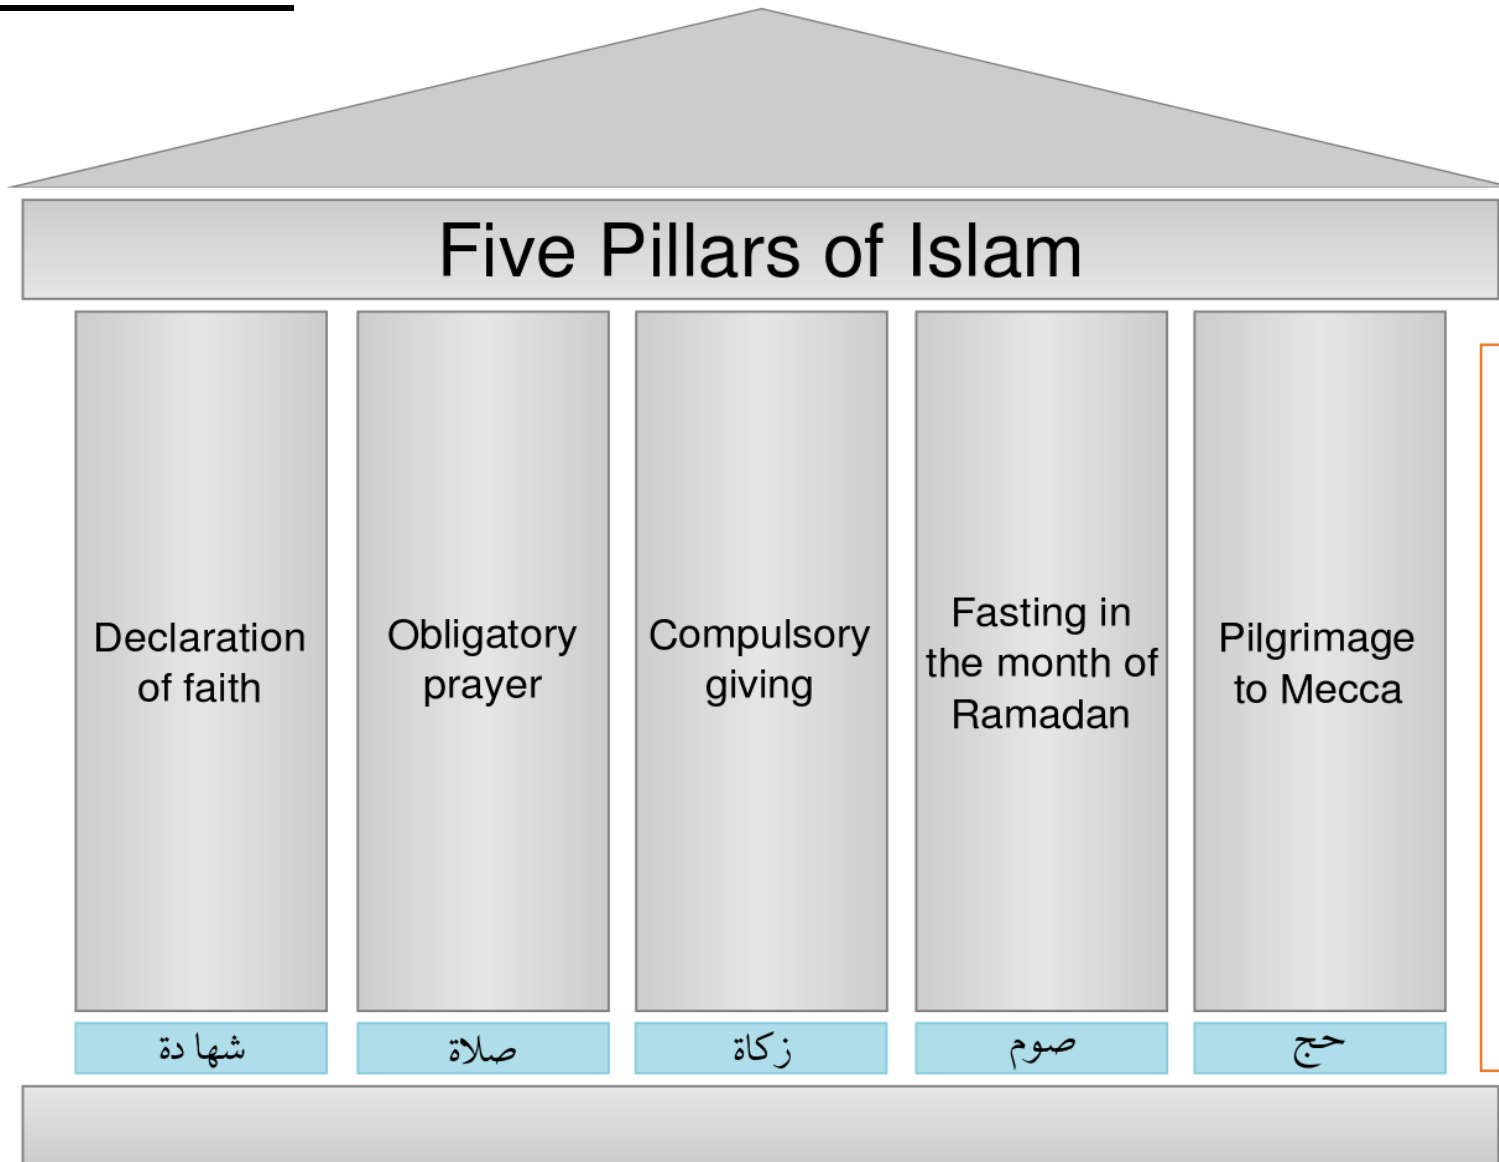 Five Pillars of Islam
Declaration
of faith
Obligatory
prayer
Compulsory
giving
Fasting in
the month of
Ramadan
Pilgrimage
to Mecca
شها دة
صلاة
زكاة
صوم
حج